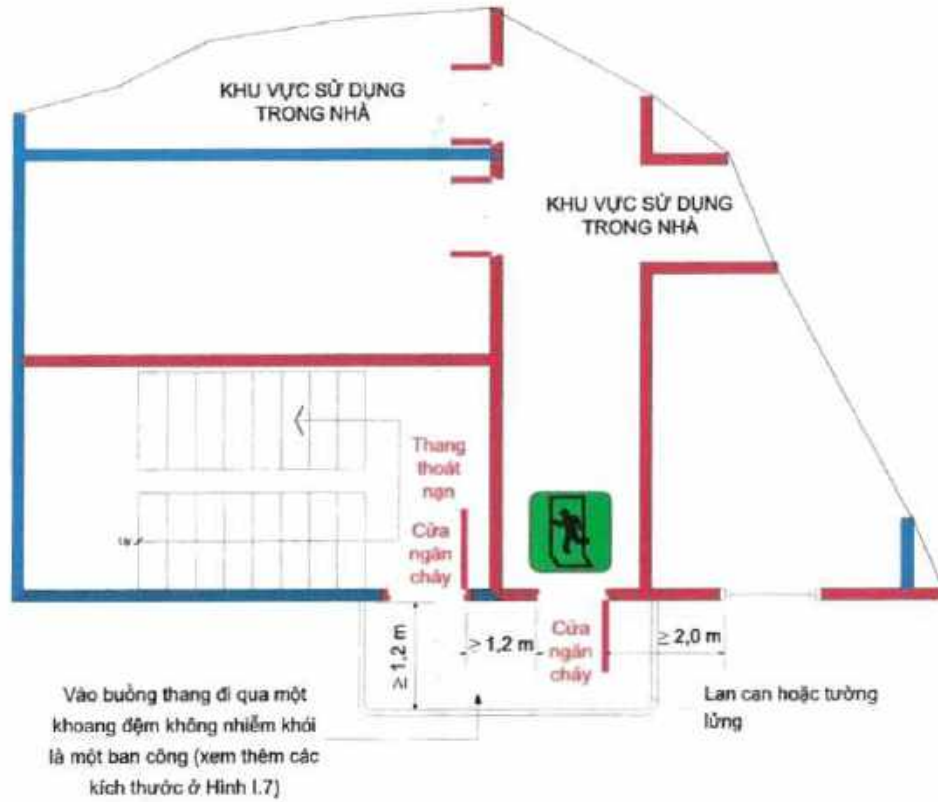 KHU VỰC SỬ DỤNG
TRONG NHÀ
KHU VỰC SỬ DỤNG
TRONG NHÀ
Thang
thoát
nạn
Cửa
ngăn
cháy
≥ 1,2 m
≥ 1,2 m
Cửa
ngăn
cháy
≥ 2,0 m
Vào buồng thang đi qua một
khoang đệm không nhiễm khói
là một ban công (xem thêm các
kích thước ở Hình I.7)
Lan can hoặc tường
lửng